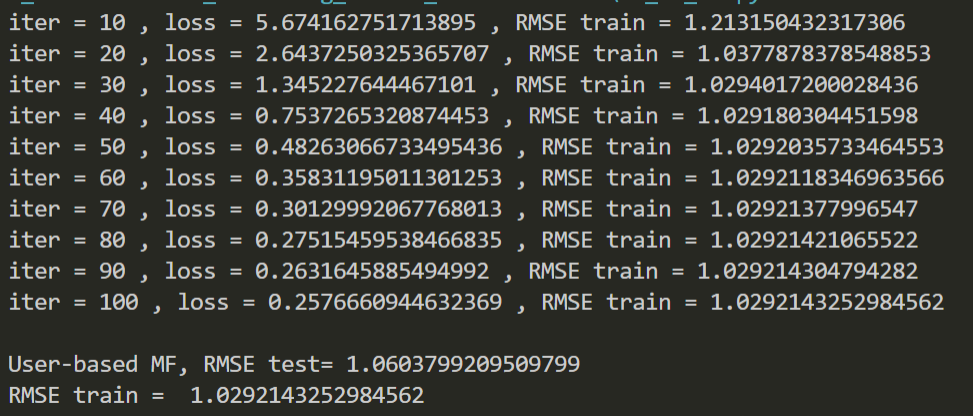 iter = 10 , loss = 5.674162751713895 , RMSE train = 1.213150432317306
iter = 20 , loss = 2.6437250325365707 , RMSE train = 1.0377878378548853
iter = 30 , loss = 1.345227644467101 , RMSE train = 1.0294017200028436
iter = 40 , loss = 0.7537265320874453 , RMSE train = 1.029180304451598
iter = 50 , loss = 0.48263066733495436 , RMSE train = 1.0292035733464553
iter = 60 , loss = 0.35831195011301253 , RMSE train = 1.0292118346963566
iter = 70 , loss = 0.30129992067768013 , RMSE train = 1.02921377996547
iter = 80 , loss = 0.27515459538466835 , RMSE train = 1.02921421065522
iter = 90 , loss = 0.2631645885494992 , RMSE train = 1.029214304794282
iter = 100 , loss = 0.2576660944632369 , RMSE train = 1.0292143252984562
User-based MF, RMSE test= 1.0603799209509799
RMSE train =  1.0292143252984562